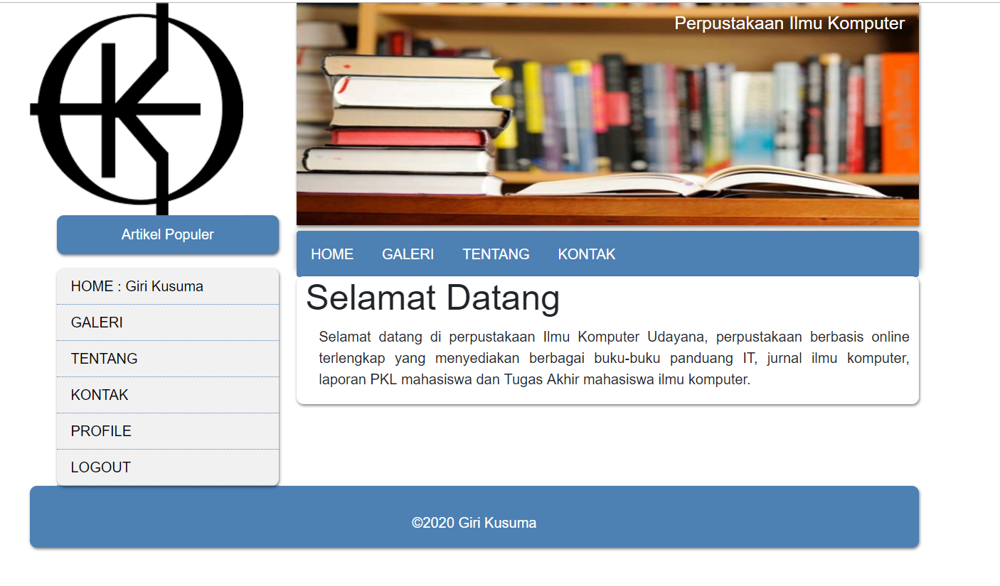 Perpustakaan Ilmu Komputer
Artikel Populer
HOME : Giri Kusuma
GALERI
TENTANG
KONTAK
PROFILE
LOGOUT
HOME GALERI TENTANG KONTAK
Selamat Datang
Selamat datang di perpustakaan Ilmu Komputer Udayana, perpustakaan berbasis online
terlengkap yang menyediakan berbagai buku-buku panduang IT, jurnal ilmu komputer,
laporan PKL mahasiswa dan Tugas Akhir mahasiswa ilmu komputer.
©2020 Giri Kusuma